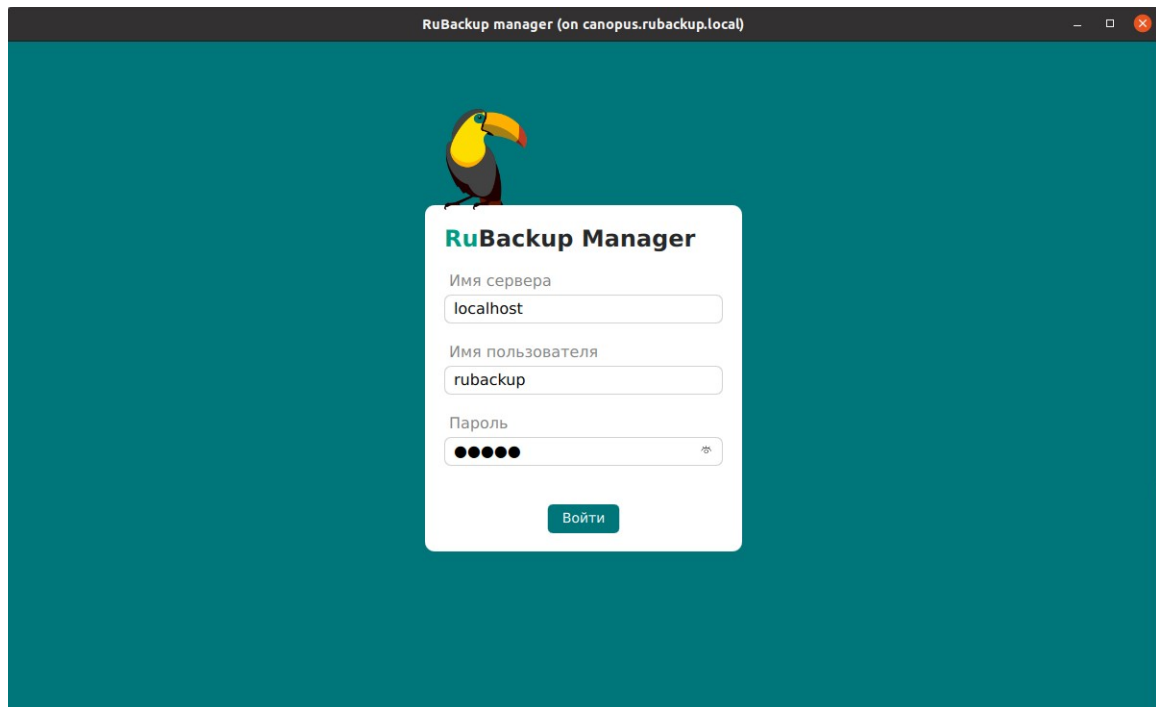 RuBackup manager (on canopus.rubackup.local)
RuBackup Manager
Имя сервера
localhost
Имя пользователя
rubackup
Пароль
●●●●●
Войти